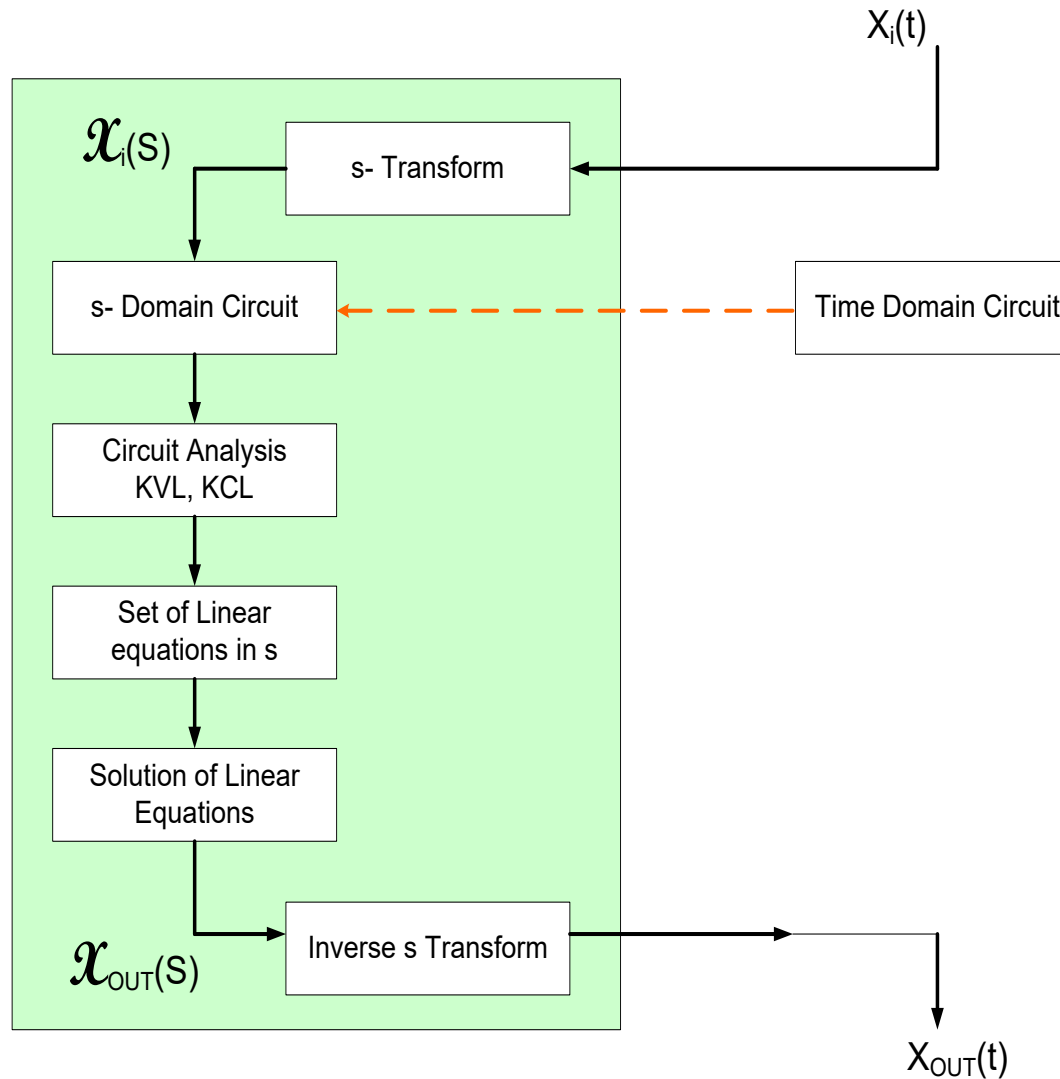 Xi(t)
𝒳i(S)
s- Transform
s- Domain Circuit
Time Domain Circuit
Circuit Analysis
KVL, KCL
Set of Linear
equations in s
Solution of Linear
Equations
𝒳OUT(S)
Inverse s Transform
XOUT(t)